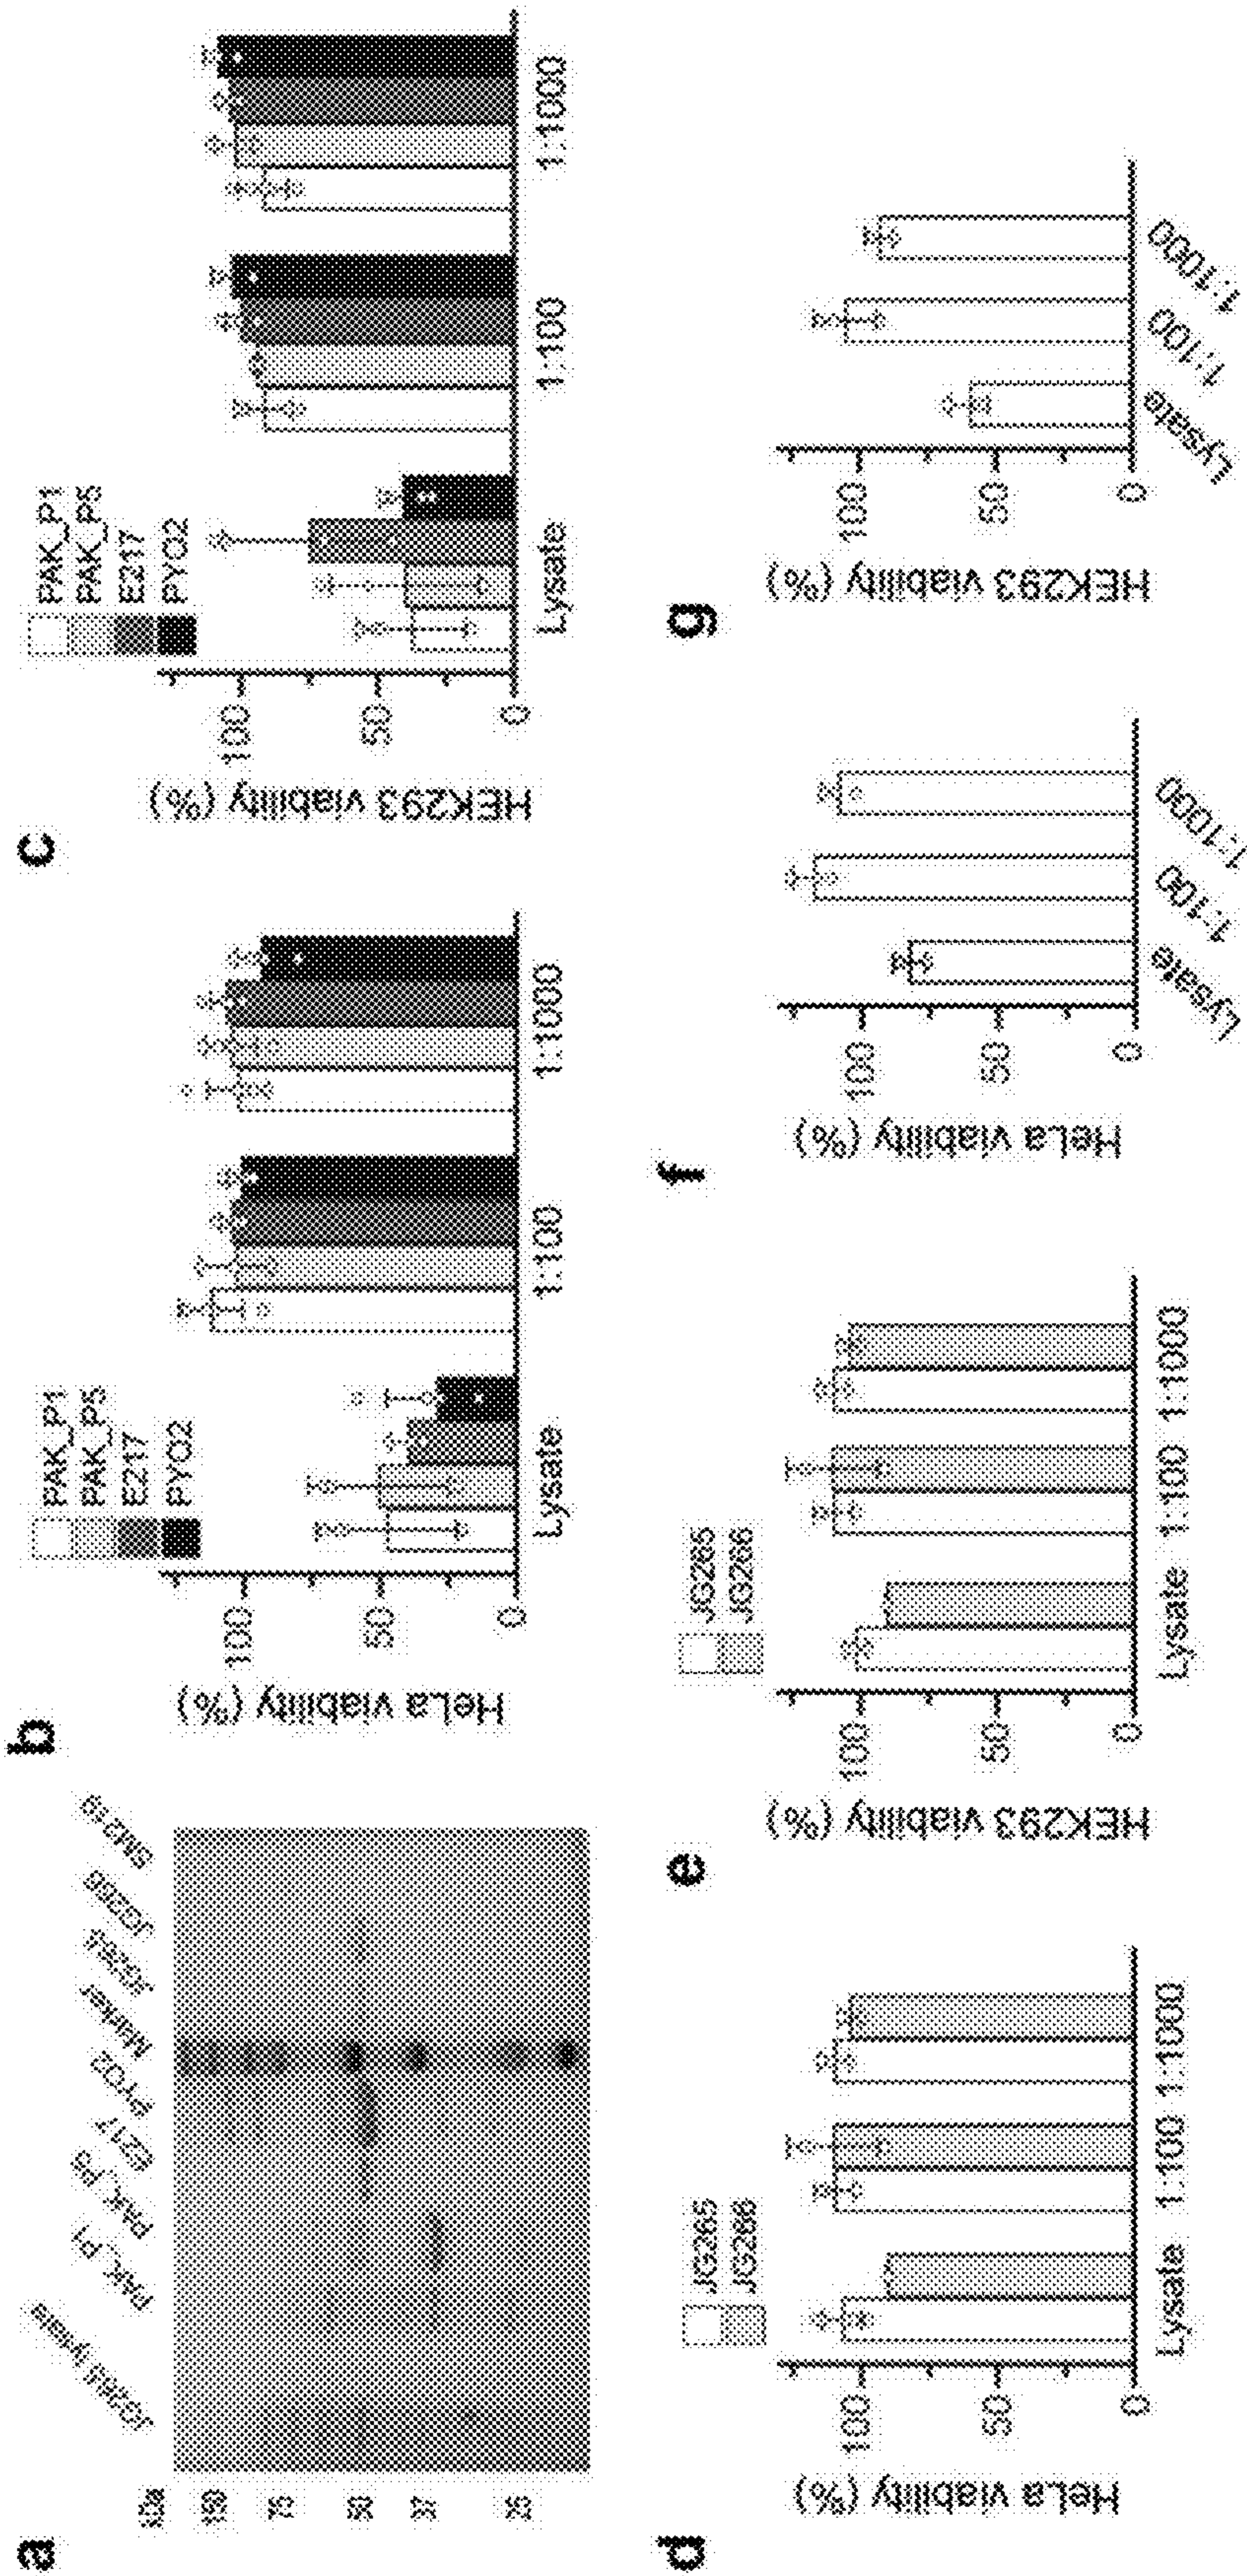 a
kDa
150
75
50
37
25
JG265 lysate
PAK_P1
PAK_P5
E217
PYO2
Marker
JG265
JG266
SM219
b
HeLa viability (%)
100
50
0
PAK_P1
PAK_P5
E217
PYO2
Lysate
1:100
1:1000
c
HEK293 viability (%)
100
50
0
PAK_P1
PAK_P5
E217
PYO2
Lysate
1:100
1:1000
d
HeLa viability (%)
100
50
0
JG265
JG266
Lysate 1:100 1:1000
e
HEK293 viability (%)
100
50
0
JG265
JG266
Lysate 1:100 1:1000
f
HeLa viability (%)
100
50
0
Lysate
1:100
1:1000
g
HEK293 viability (%)
100
50
0
Lysate
1:100
1:1000